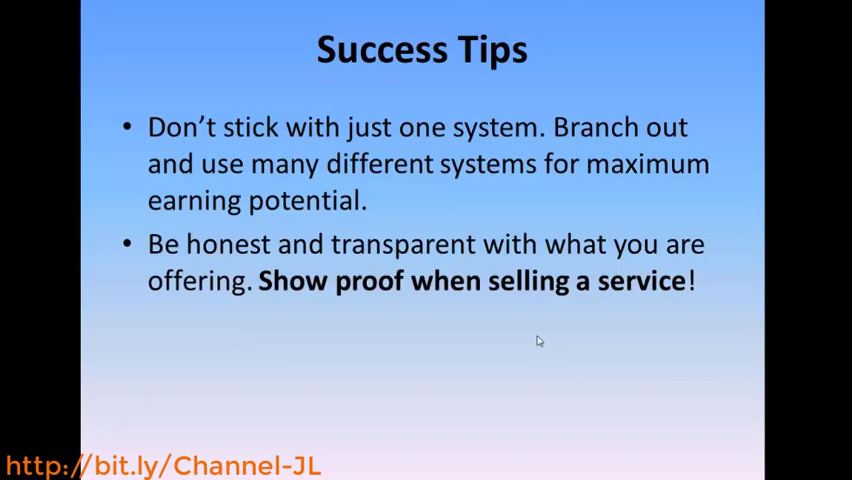 Success Tips
• Don’t stick with just one system. Branch out
and use many different systems for maximum
earning potential.
• Be honest and transparent with what you are
offering. Show proof when selling a service!
http://bit.ly/Channel-JL